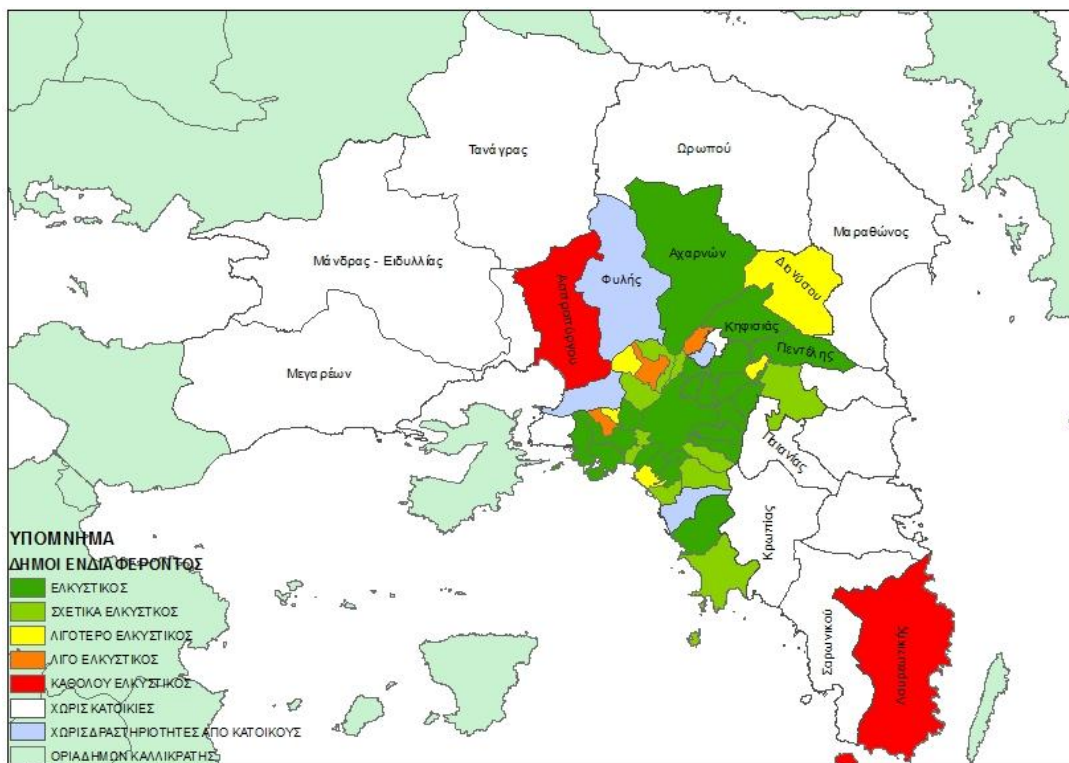 Τανάγρας
Ωρωπού
Μαραθώνος
Μάνδρας - Ειδυλλίας
Αχαρνών
Διονύσου
Φυλής
Ασπροπύργου
Κηφισιάς
Πεντέλης
Μεγαρέων
Παιανίας
Κρωπίας
Σαρωνικού
Λαυρεωτικής
ΥΠΟΜΝΗΜΑ
ΔΗΜΟΙ ΕΝΔΙΑΦΕΡΟΝΤΟΣ
ΕΛΚΥΣΤΙΚΟΣ
ΣΧΕΤΙΚΑ ΕΛΚΥΣΤΚΟΣ
ΛΙΓΟΤΕΡΟ ΕΛΚΥΣΤΙΚΟΣ
ΛΙΓΟ ΕΛΚΥΣΤΙΚΟΣ
ΚΑΘΟΛΟΥ ΕΛΚΥΣΤΙΚΟΣ
ΧΩΡΙΣ ΚΑΤΟΙΚΙΕΣ
ΧΩΡΙΣ ΔΡΑΣΤΗΡΙΟΤΗΤΕΣ ΑΠΟ ΚΑΤΟΙΚΟΥΣ
ΟΡΙΑ ΔΗΜΩΝ ΚΑΛΛΙΚΡΑΤΗΣ